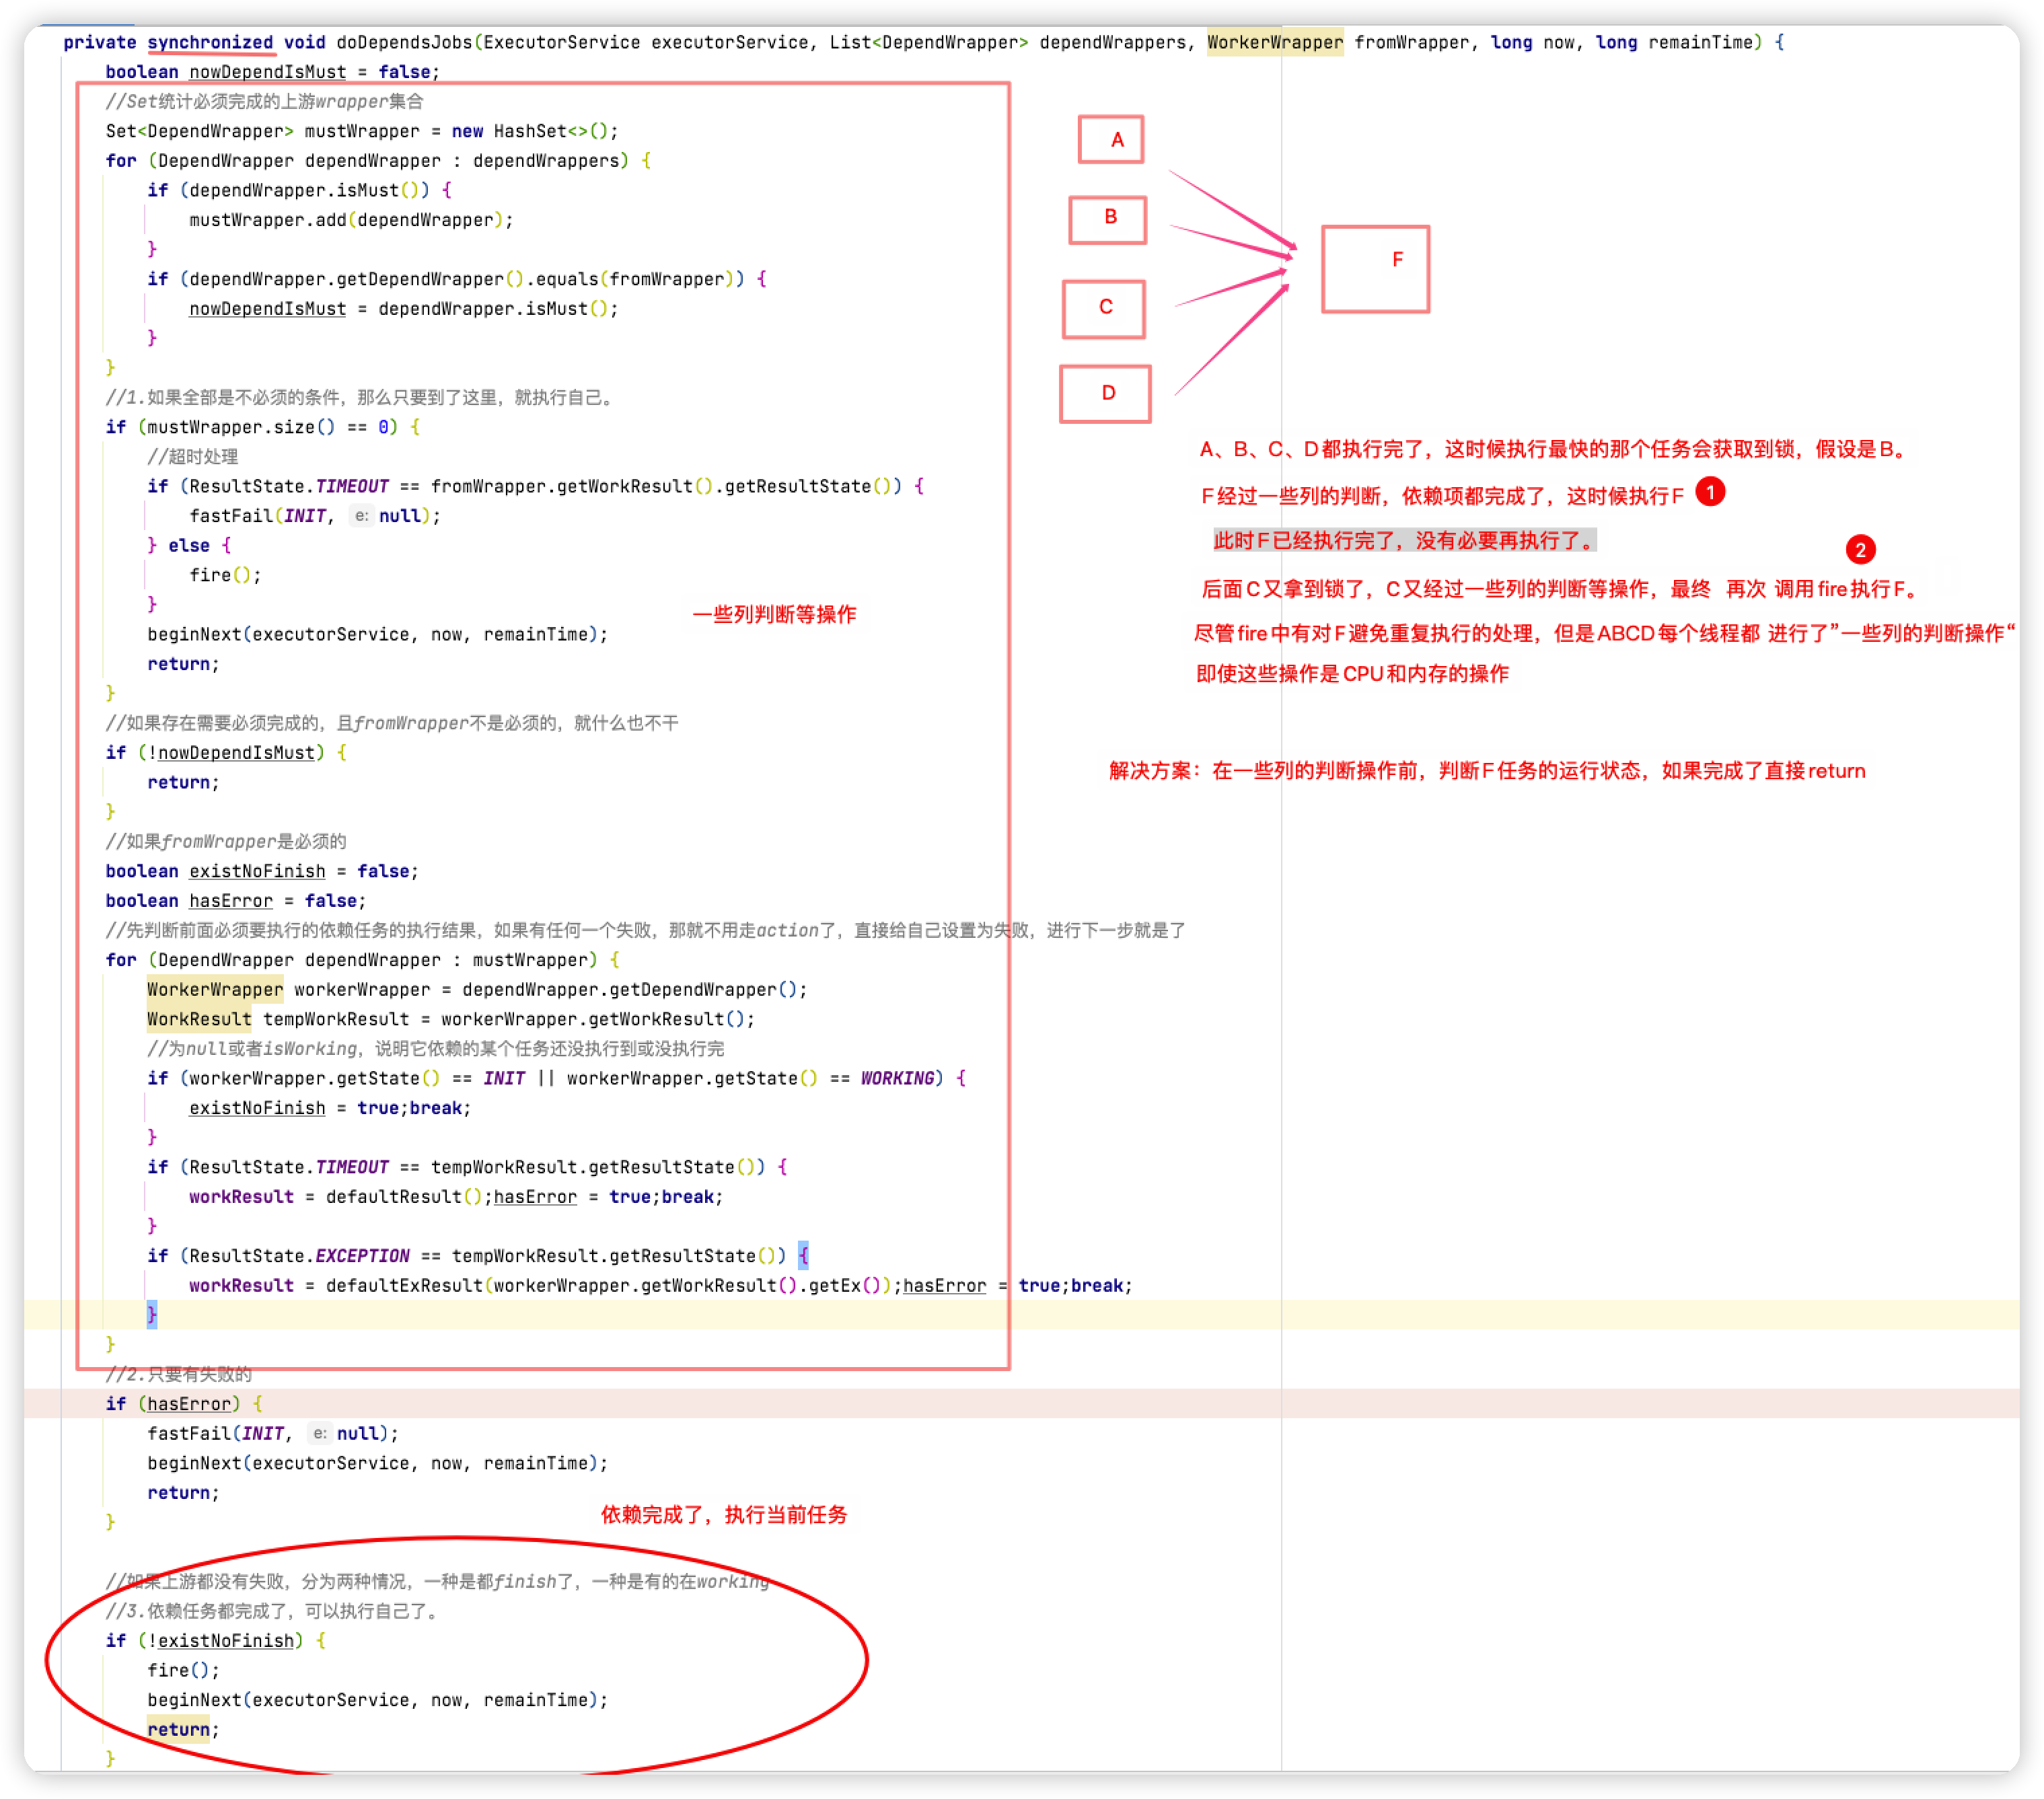 private synchronized void doDependsJobs(ExecutorService executorService, List<DependWrapper> dependWrappers, WorkerWrapper fromWrapper, long now, long remainTime) {
boolean nowDependIsMust = false;
//Set统计必须完成的上游wrapper集合
Set<DependWrapper> mustWrapper = new HashSet<>();
for (DependWrapper dependWrapper : dependWrappers) {
if (dependWrapper.isMust()) {
mustWrapper.add(dependWrapper);
}
if (dependWrapper.getDependWrapper().equals(fromWrapper)) {
nowDependIsMust = dependWrapper.isMust();
}
}
//1.如果全部是不必须的条件，那么只要到了这里，就执行自己。
if (mustWrapper.size() == 0) {
//超时处理
if (ResultState.TIMEOUT == fromWrapper.getWorkResult().getResultState()) {
fastFail(INIT, e: null);
} else {
fire();
}
beginNext(executorService, now, remainTime);
return;
}
//如果存在需要必须完成的，且fromWrapper不是必须的，就什么也不干
if (!nowDependIsMust) {
return;
}
//如果fromWrapper是必须的
boolean existNoFinish = false;
boolean hasError = false;
//先判断前面必须要执行的依赖任务的执行结果，如果有任何一个失败，那就不用走action了，直接给自己设置为失败，进行下一步就是了
for (DependWrapper dependWrapper : mustWrapper) {
WorkerWrapper workerWrapper = dependWrapper.getDependWrapper();
WorkResult tempWorkResult = workerWrapper.getWorkResult();
//为null或者isWorking，说明它依赖的某个任务还没执行到或没执行完
if (workerWrapper.getState() == INIT || workerWrapper.getState() == WORKING) {
existNoFinish = true;break;
}
if (ResultState.TIMEOUT == tempWorkResult.getResultState()) {
workResult = defaultResult();hasError = true;break;
}
if (ResultState.EXCEPTION == tempWorkResult.getResultState()) {
workResult = defaultExResult(workerWrapper.getWorkResult().getEx());hasError = true;break;
}
}
//2.只要有失败的
if (hasError) {
fastFail(INIT, e: null);
beginNext(executorService, now, remainTime);
return;
}
//如果上游都没有失败，分为两种情况，一种是都finish了，一种是有的在working
//3.依赖任务都完成了，可以执行自己了。
if (!existNoFinish) {
fire();
beginNext(executorService, now, remainTime);
return;
}
一些列判断等操作
依赖完成了，执行当前任务
A
B
C
D
F
A、B、C、D都执行完了，这时候执行最快的那个任务会获取到锁，假设是B。
F经过一些列的判断，依赖项都完成了，这时候执行F 1
此时F已经执行完了，没有必要再执行了。
2
后面C又拿到锁了，C又经过一些列的判断等操作，最终 再次 调用fire执行F。
尽管fire中有对F避免重复执行的处理，但是ABCD每个线程都 进行了”一些列的判断操作“
即使这些操作是CPU和内存的操作
解决方案：在一些列的判断操作前，判断F任务的运行状态，如果完成了直接return